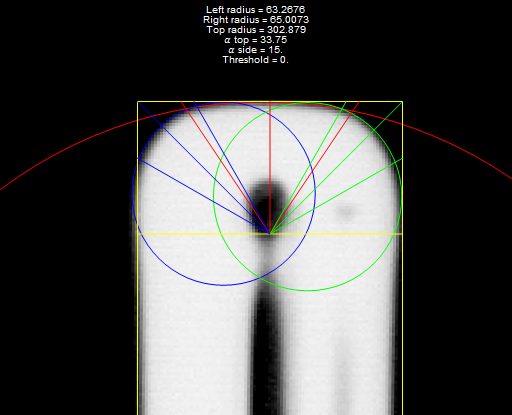 Left radius = 63.2676
Right radius = 65.0073
Top radius = 302.879
α top = 33.75
α side = 15.
Threshold = 0.